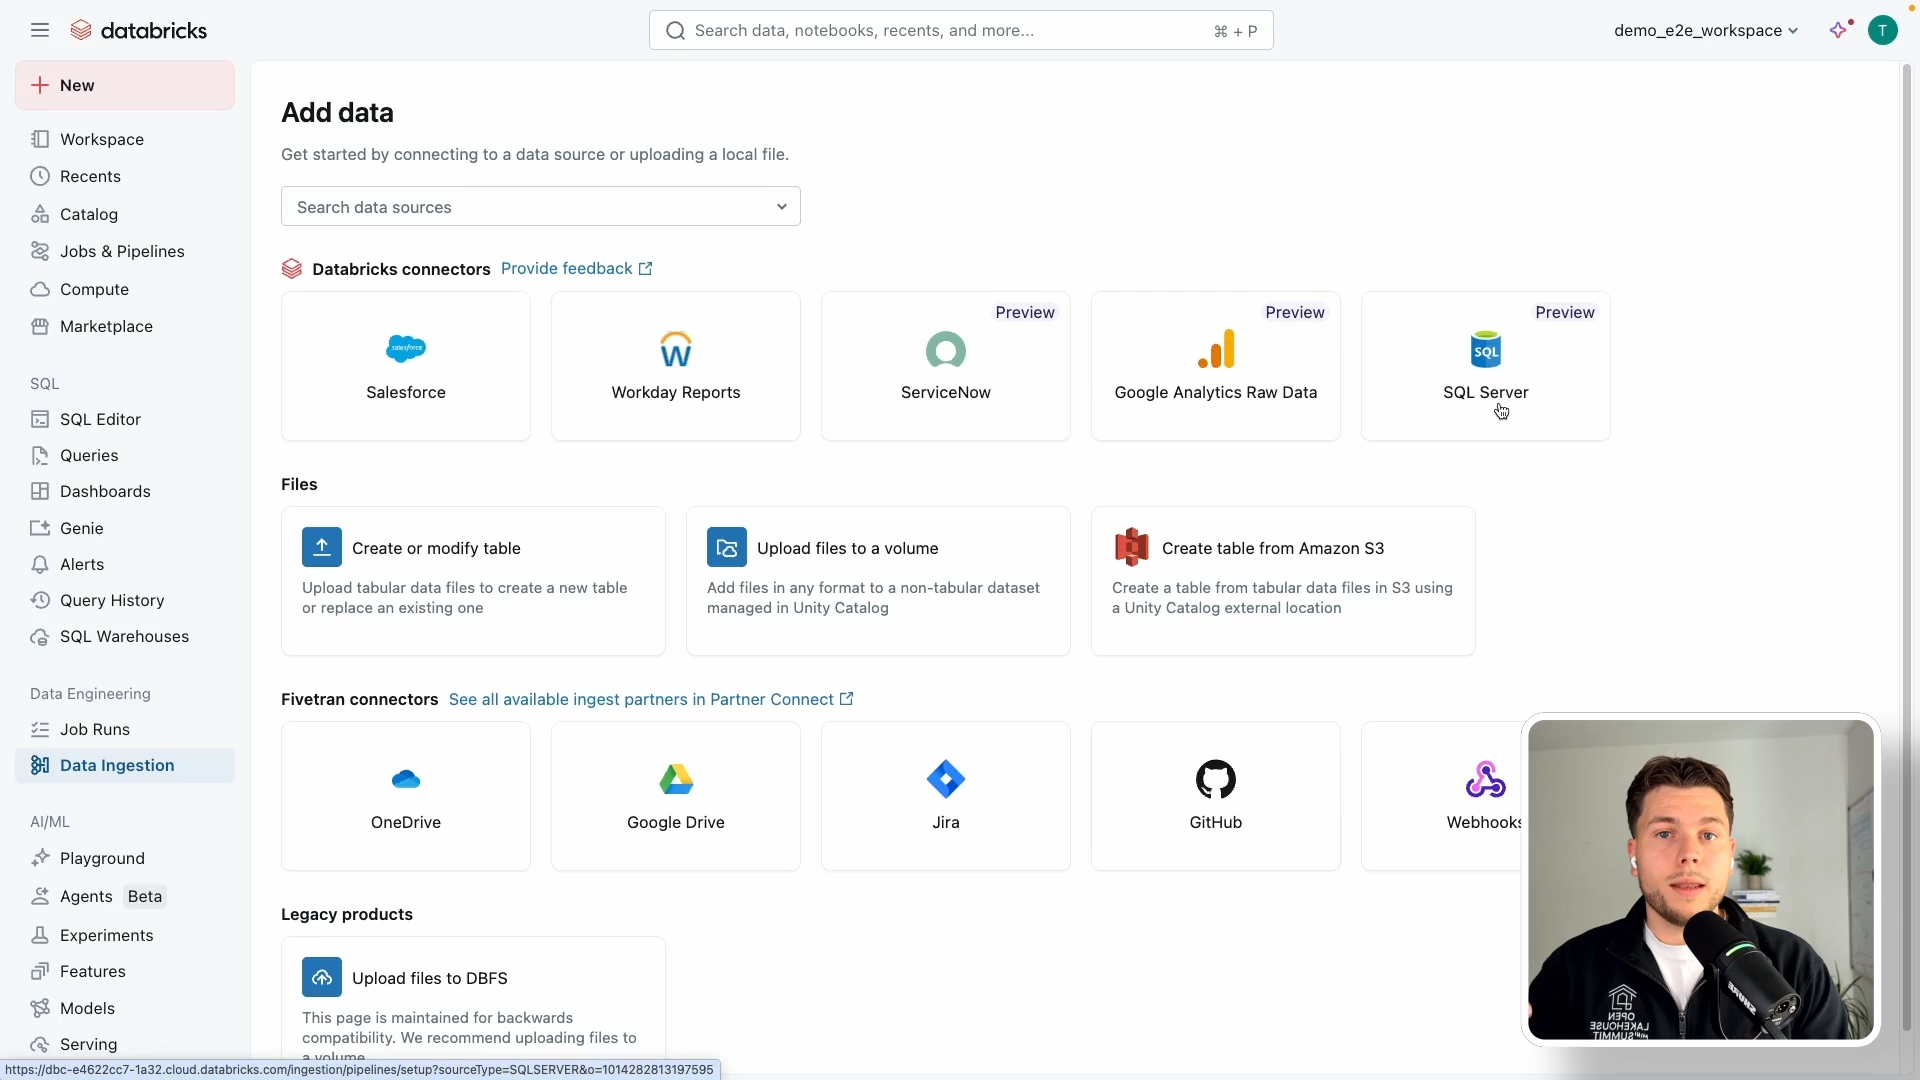 databricks
Search data, notebooks, recents, and more...
⌘ + P
demo_e2e_workspace
T
New
Workspace
Recents
Catalog
Jobs & Pipelines
Compute
Marketplace
SQL
SQL Editor
Queries
Dashboards
Genie
Alerts
Query History
SQL Warehouses
Data Engineering
Job Runs
Data Ingestion
AI/ML
Playground
Agents Beta
Experiments
Features
Models
Serving
Add data
Get started by connecting to a data source or uploading a local file.
Search data sources
Databricks connectors Provide feedback
salesforce
Salesforce
W
Workday Reports
Preview
ServiceNow
Preview
Google Analytics Raw Data
Preview
SQL
SQL Server
Files
Create or modify table
Upload tabular data files to create a new table
or replace an existing one
Upload files to a volume
Add files in any format to a non-tabular dataset
managed in Unity Catalog
Create table from Amazon S3
Create a table from tabular data files in S3 using
a Unity Catalog external location
Fivetran connectors See all available ingest partners in Partner Connect
OneDrive
Google Drive
Jira
GitHub
Webhooks
Legacy products
Upload files to DBFS
This page is maintained for backwards
compatibility. We recommend uploading files to
a volume
https://dbc-e4622cc7-1a32.cloud.databricks.com/ingestion/pipelines/setup?sourceType=SQLSERVER&o=1014282813197595
OPEN
LAKEHOUSE
MINI SUMMIT
SHURE